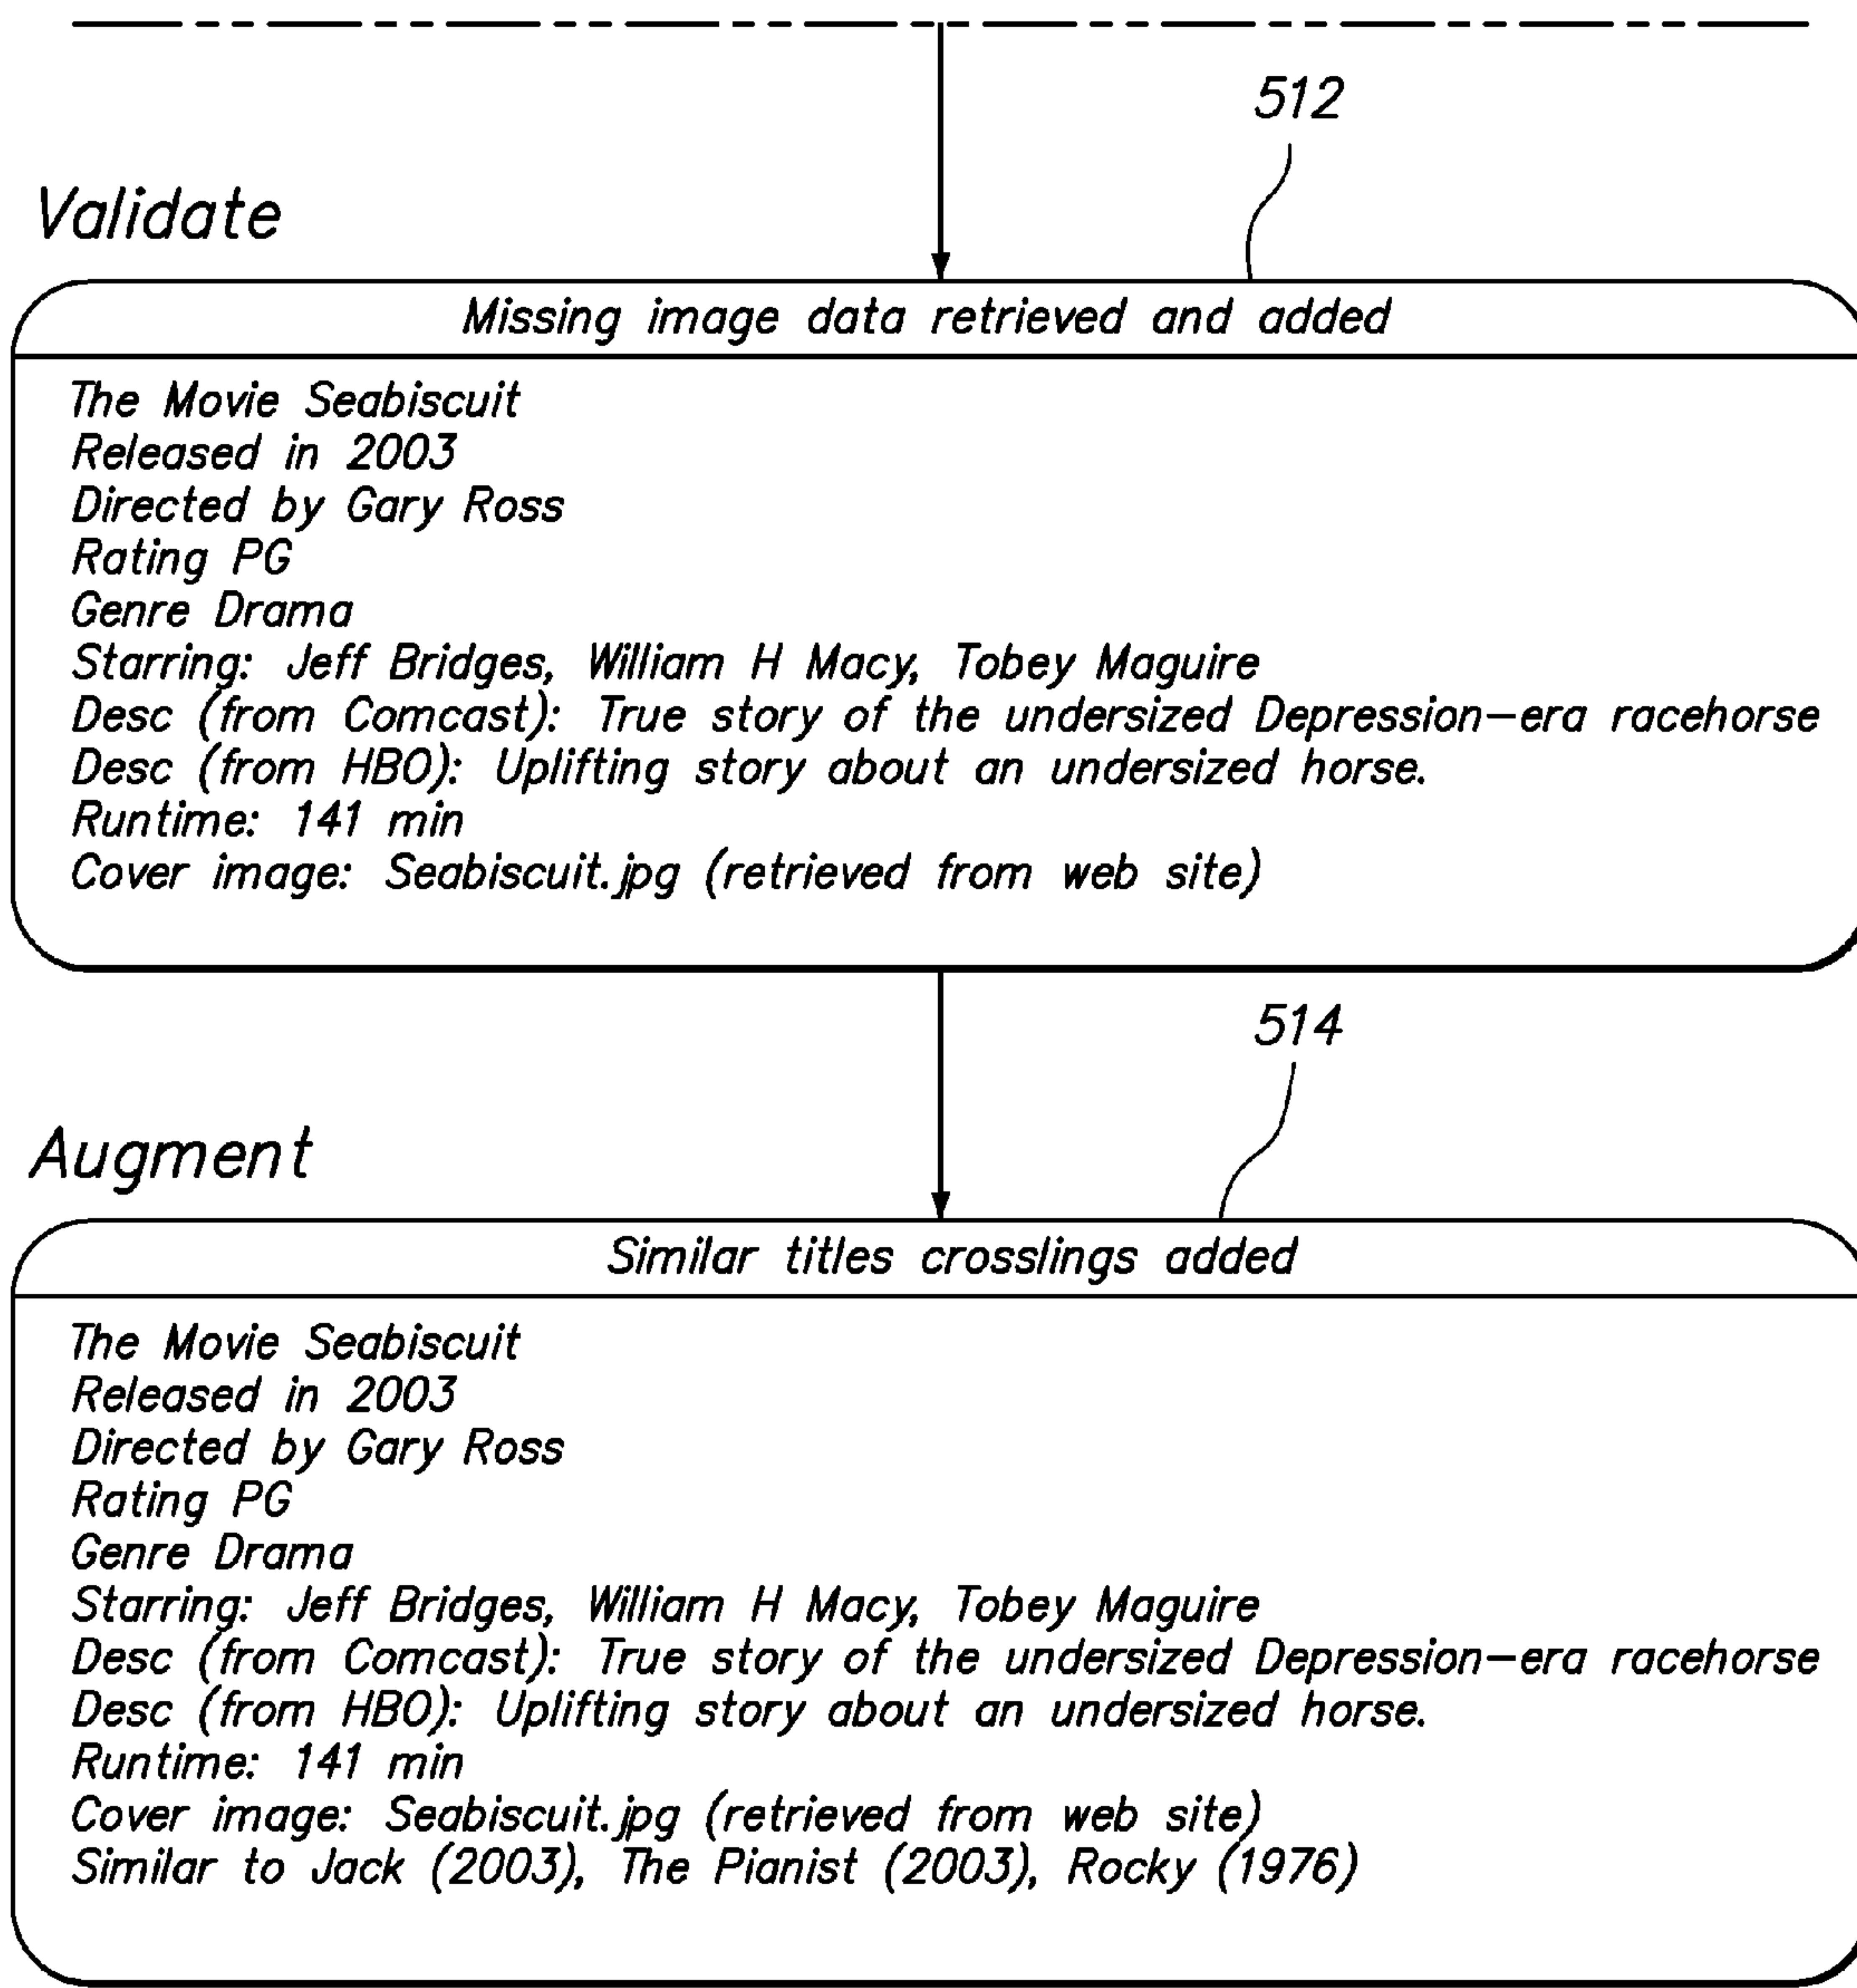 512
Validate
Missing image data retrieved and added
The Movie Seabiscuit
Released in 2003
Directed by Gary Ross
Rating PG
Genre Drama
Starring: Jeff Bridges, William H Macy, Tobey Maguire
Desc (from Comcast): True story of the undersized Depression-era racehorse
Desc (from HBO): Uplifting story about an undersized horse.
Runtime: 141 min
Cover image: Seabiscuit.jpg (retrieved from web site)
514
Augment
Similar titles crosslings added
The Movie Seabiscuit
Released in 2003
Directed by Gary Ross
Rating PG
Genre Drama
Starring: Jeff Bridges, William H Macy, Tobey Maguire
Desc (from Comcast): True story of the undersized Depression-era racehorse
Desc (from HBO): Uplifting story about an undersized horse.
Runtime: 141 min
Cover image: Seabiscuit.jpg (retrieved from web site)
Similar to Jack (2003), The Pianist (2003), Rocky (1976)